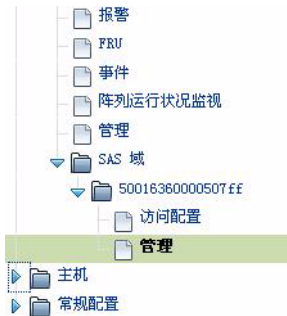 报警
FRU
事件
阵列运行状况监视
管理
SAS 域
50016360000507ff
访问配置
管理
主机
常规配置